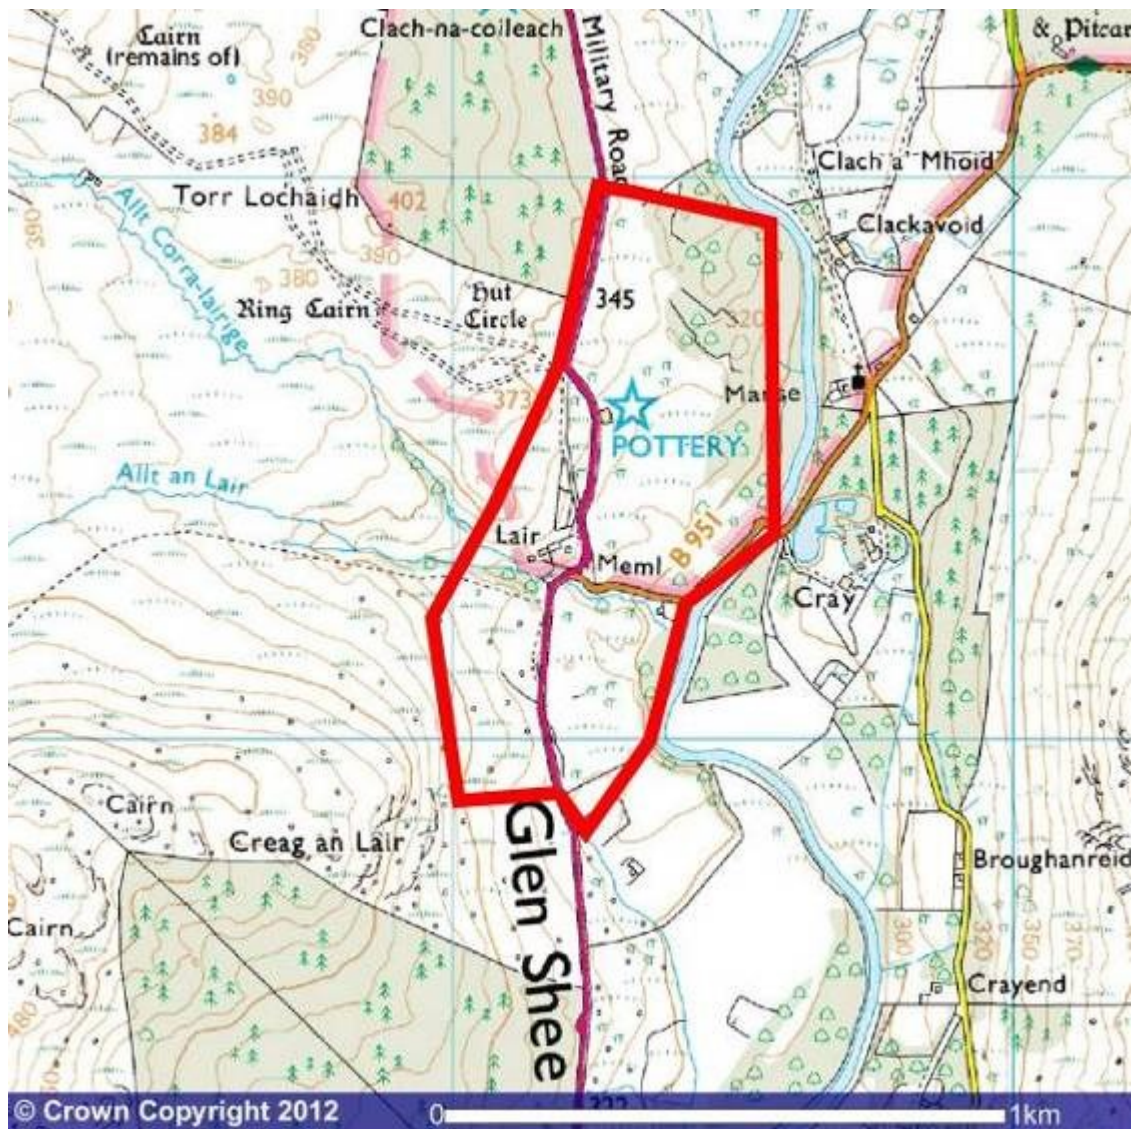 Cairn
(remains of)
Clach-na-coileach
Military Road
& Pitcar
380
390
384
390
Allt Corra-lairige
Torr Lochaidh
402
390
380
Ring Cairn
Hut
Circle
345
320
Clach a' Mhoid
Clackavoid
373
Manse
POTTERY
Allt an Lair
Lair
Meml
B 951
Cray
Cairn
Creag an Lair
Glen Shee
Broughanreid
Cairn
480
300
320
350
370
Crayend
322
© Crown Copyright 2012
0
1km